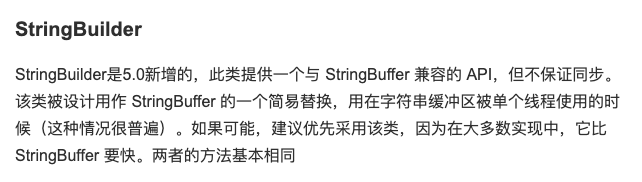 StringBuilder
StringBuilder是5.0新增的，此类提供一个与 StringBuffer 兼容的 API，但不保证同步。
该类被设计用作 StringBuffer 的一个简易替换，用在字符串缓冲区被单个线程使用的时
候（这种情况很普遍）。如果可能，建议优先采用该类，因为在大多数实现中，它比
StringBuffer 要快。两者的方法基本相同